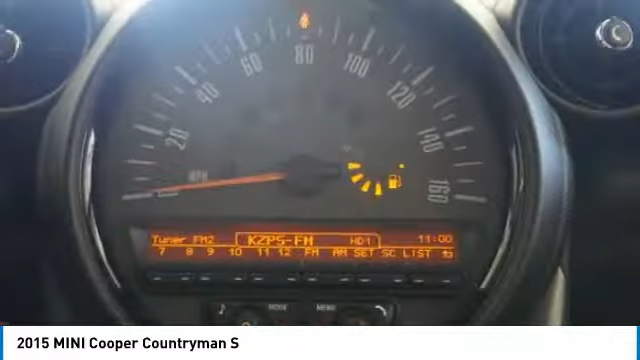 80
60 100
40 120
20 140
MPH 160
Tuner FM2 KZPS-FM HD1 11:00
7 8 9 10 11 12 FM AM SET SC LIST
MODE MENU
2015 MINI Cooper Countryman S